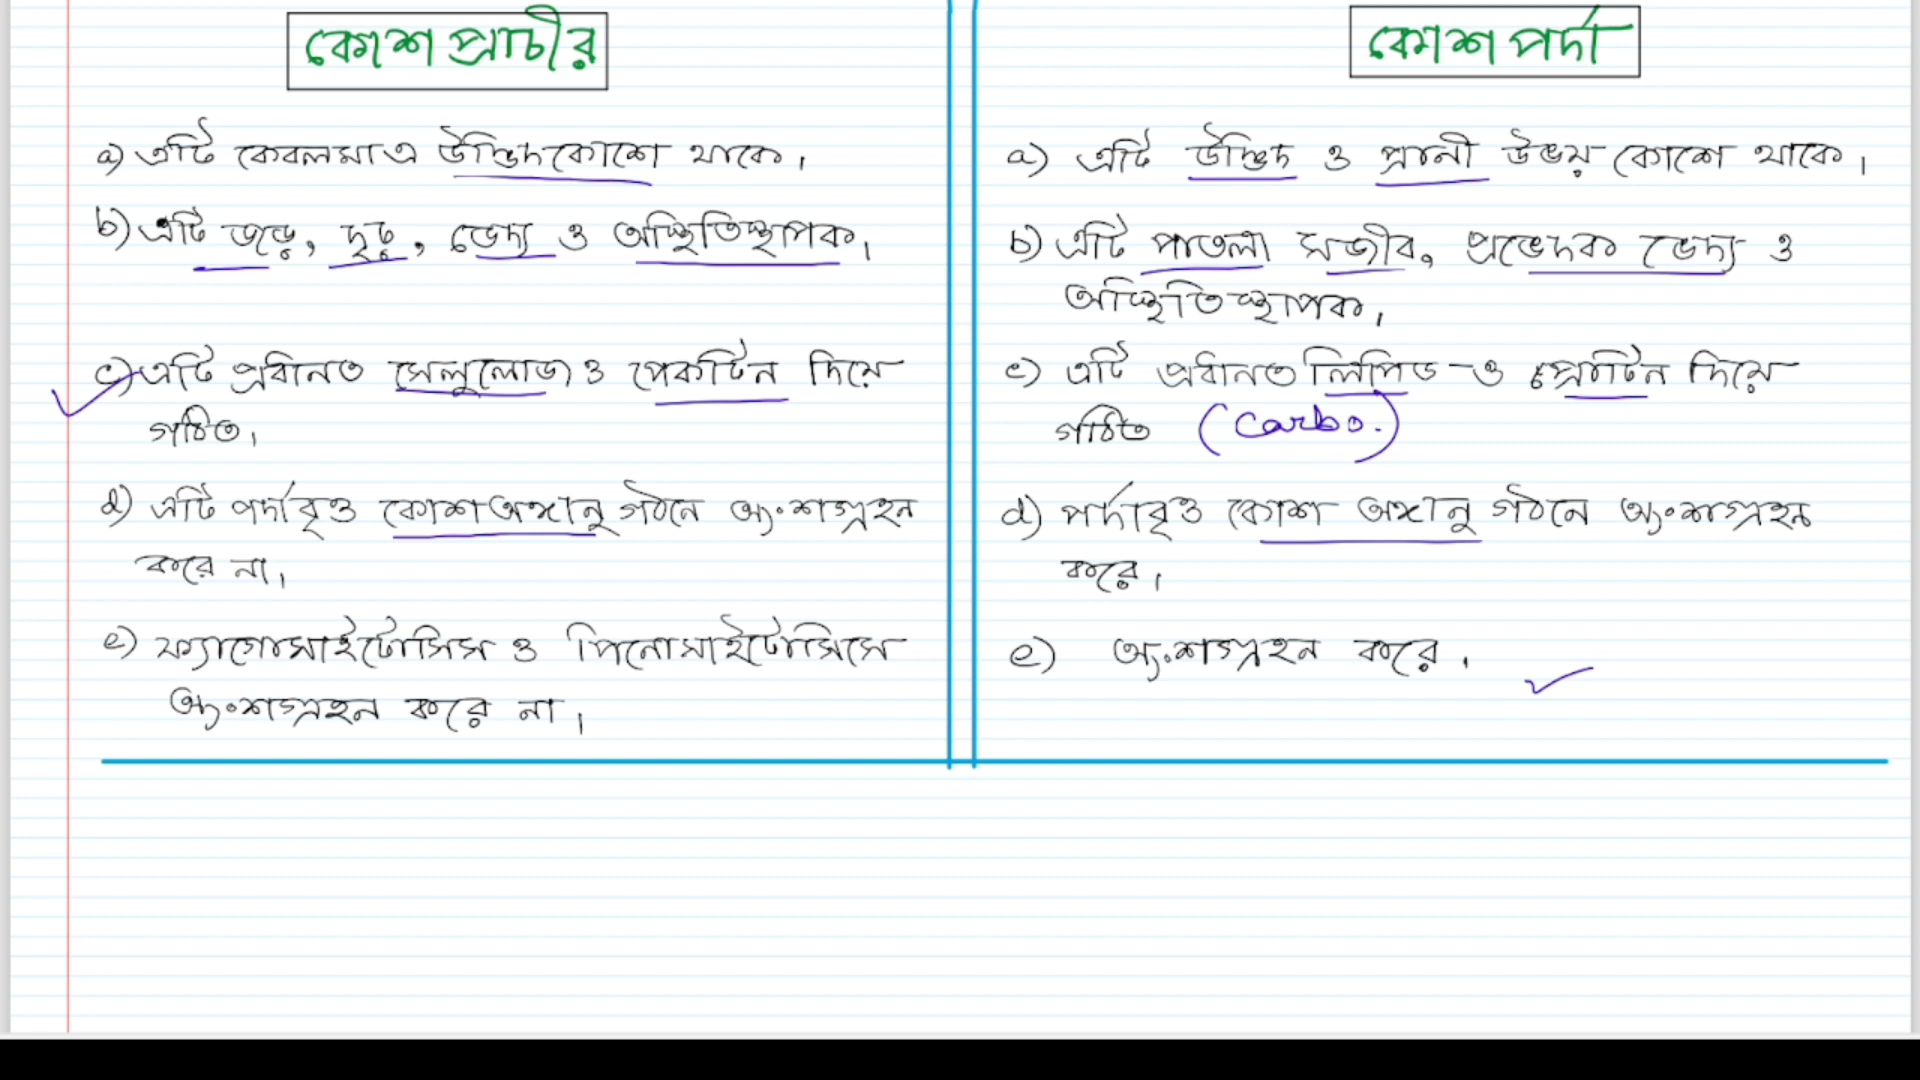 কোশ প্রাচীর
a) এটি কেবলমাত্র উদ্ভিদকোশে থাকে।
b) এটি জড়, দৃঢ়, ভেদ্য ও অস্থিতিস্থাপক।
c) এটি প্রধানত সেলুলোজ ও পেকটিন দিয়ে
গঠিত।
d) এটি পর্দাবৃত কোশ অঙ্গানু গঠনে অংশগ্রহন
করে না।
e) ফ্যাগোসাইটোসিস ও পিনোসাইটোসিসে
অংশগ্রহন করে না।
কোশ পর্দা
a) এটি উদ্ভিদ ও প্রানী উভয় কোশে থাকে।
b) এটি পাতলা সজীব, প্রভেদক ভেদ্য ও
অস্থিতিস্থাপক।
c) এটি প্রধানত লিপিড ও প্রোটিন দিয়ে
গঠিত (Carbo.)
d) পর্দাবৃত কোশ অঙ্গানু গঠনে অংশগ্রহন
করে।
e) অংশগ্রহন করে।